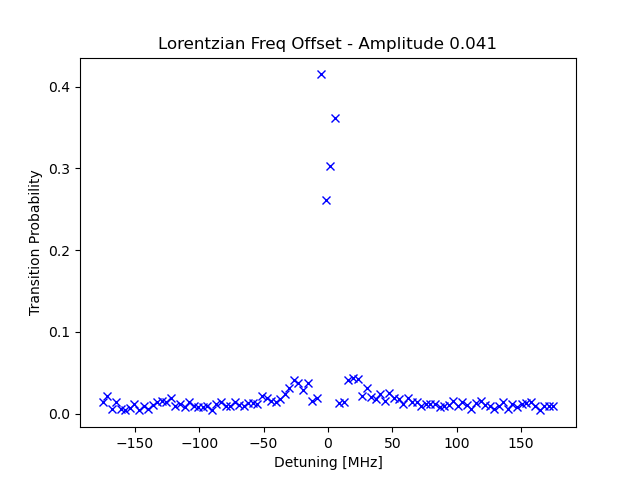 Lorentzian Freq Offset - Amplitude 0.041
Transition Probability
0.4
0.3
0.2
0.1
0.0
−150 −100 −50 0 50 100 150
Detuning [MHz]